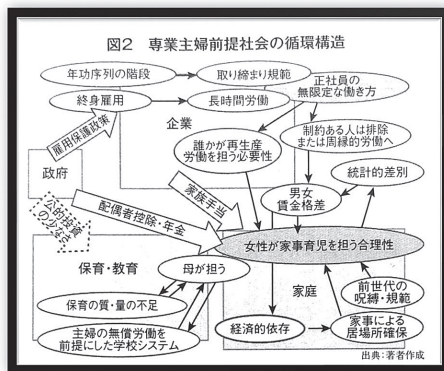 図2 専業主婦前提社会の循環構造
年功序列の階段
取り締まり規範
正社員の
無限定な働き方
終身雇用
長時間労働
企業
雇用保護政策
誰かが再生産
労働を担う必要性
制約ある人は排除
または周縁的労働へ
政府
家族手当
男女
賃金格差
統計的差別
公的投資
の少なさ
配偶者控除・年金
女性が家事育児を担う合理性
保育・教育
母が担う
家庭
前世代の
呪縛・規範
保育の質・量の不足
経済的依存
家事による
居場所確保
主婦の無償労働を
前提にした学校システム
出典:著者作成